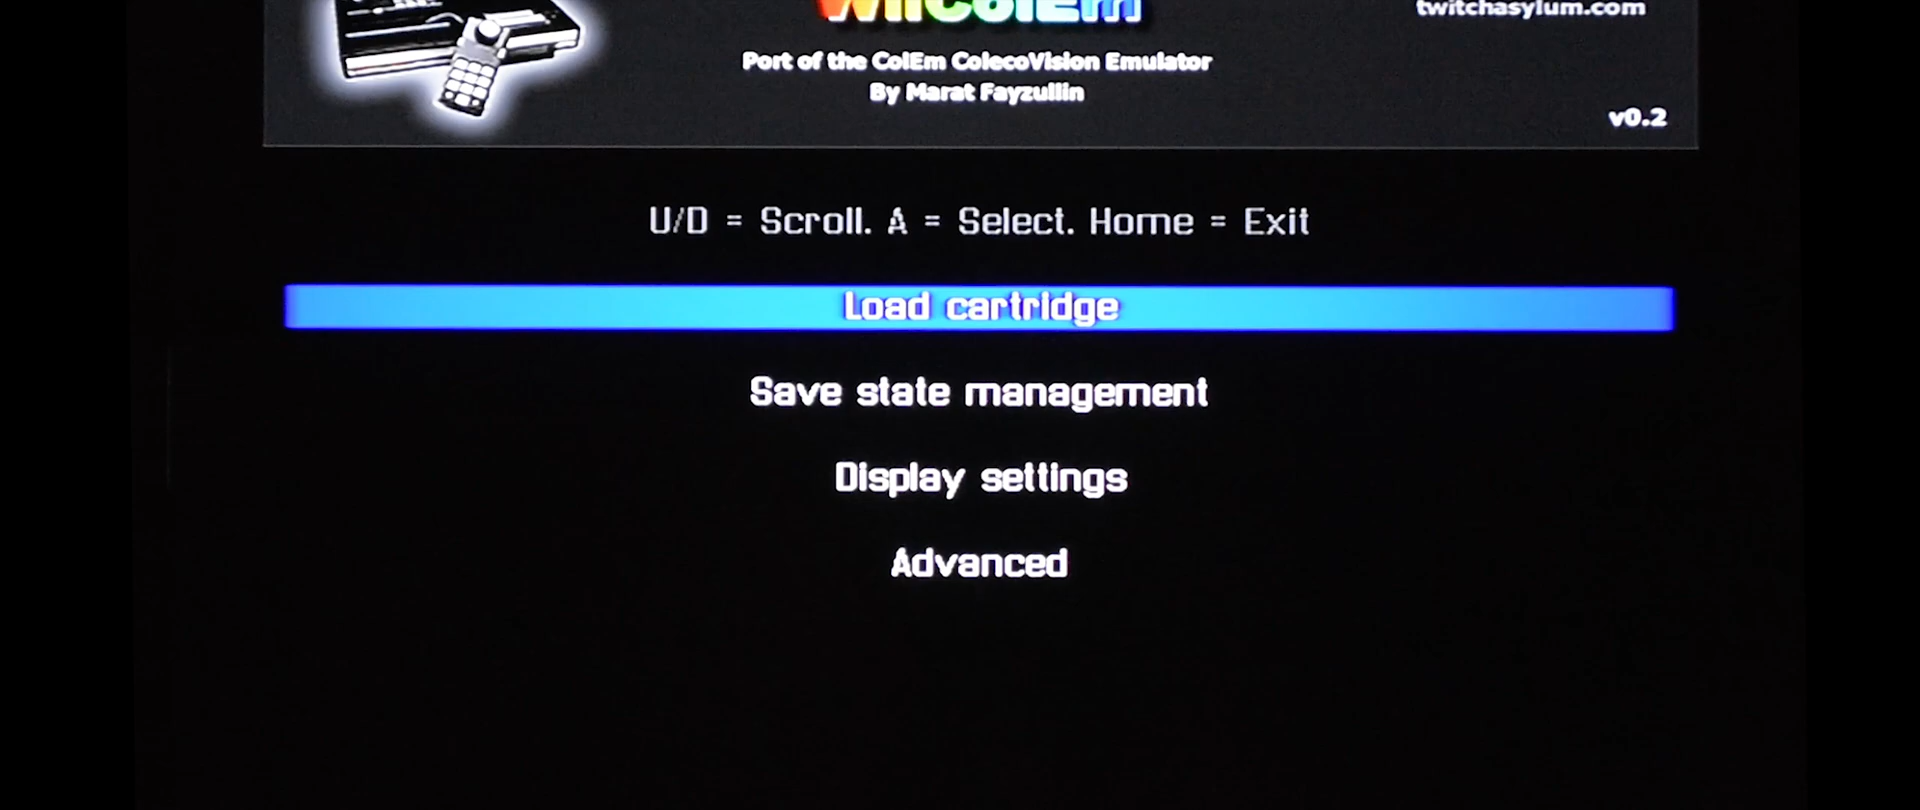 WiiColEm
twitchasylum.com
Port of the ColEm ColecoVision Emulator
By Marat Fayzullin
v0.2
U/D = Scroll. A = Select. Home = Exit
Load cartridge
Save state management
Display settings
Advanced